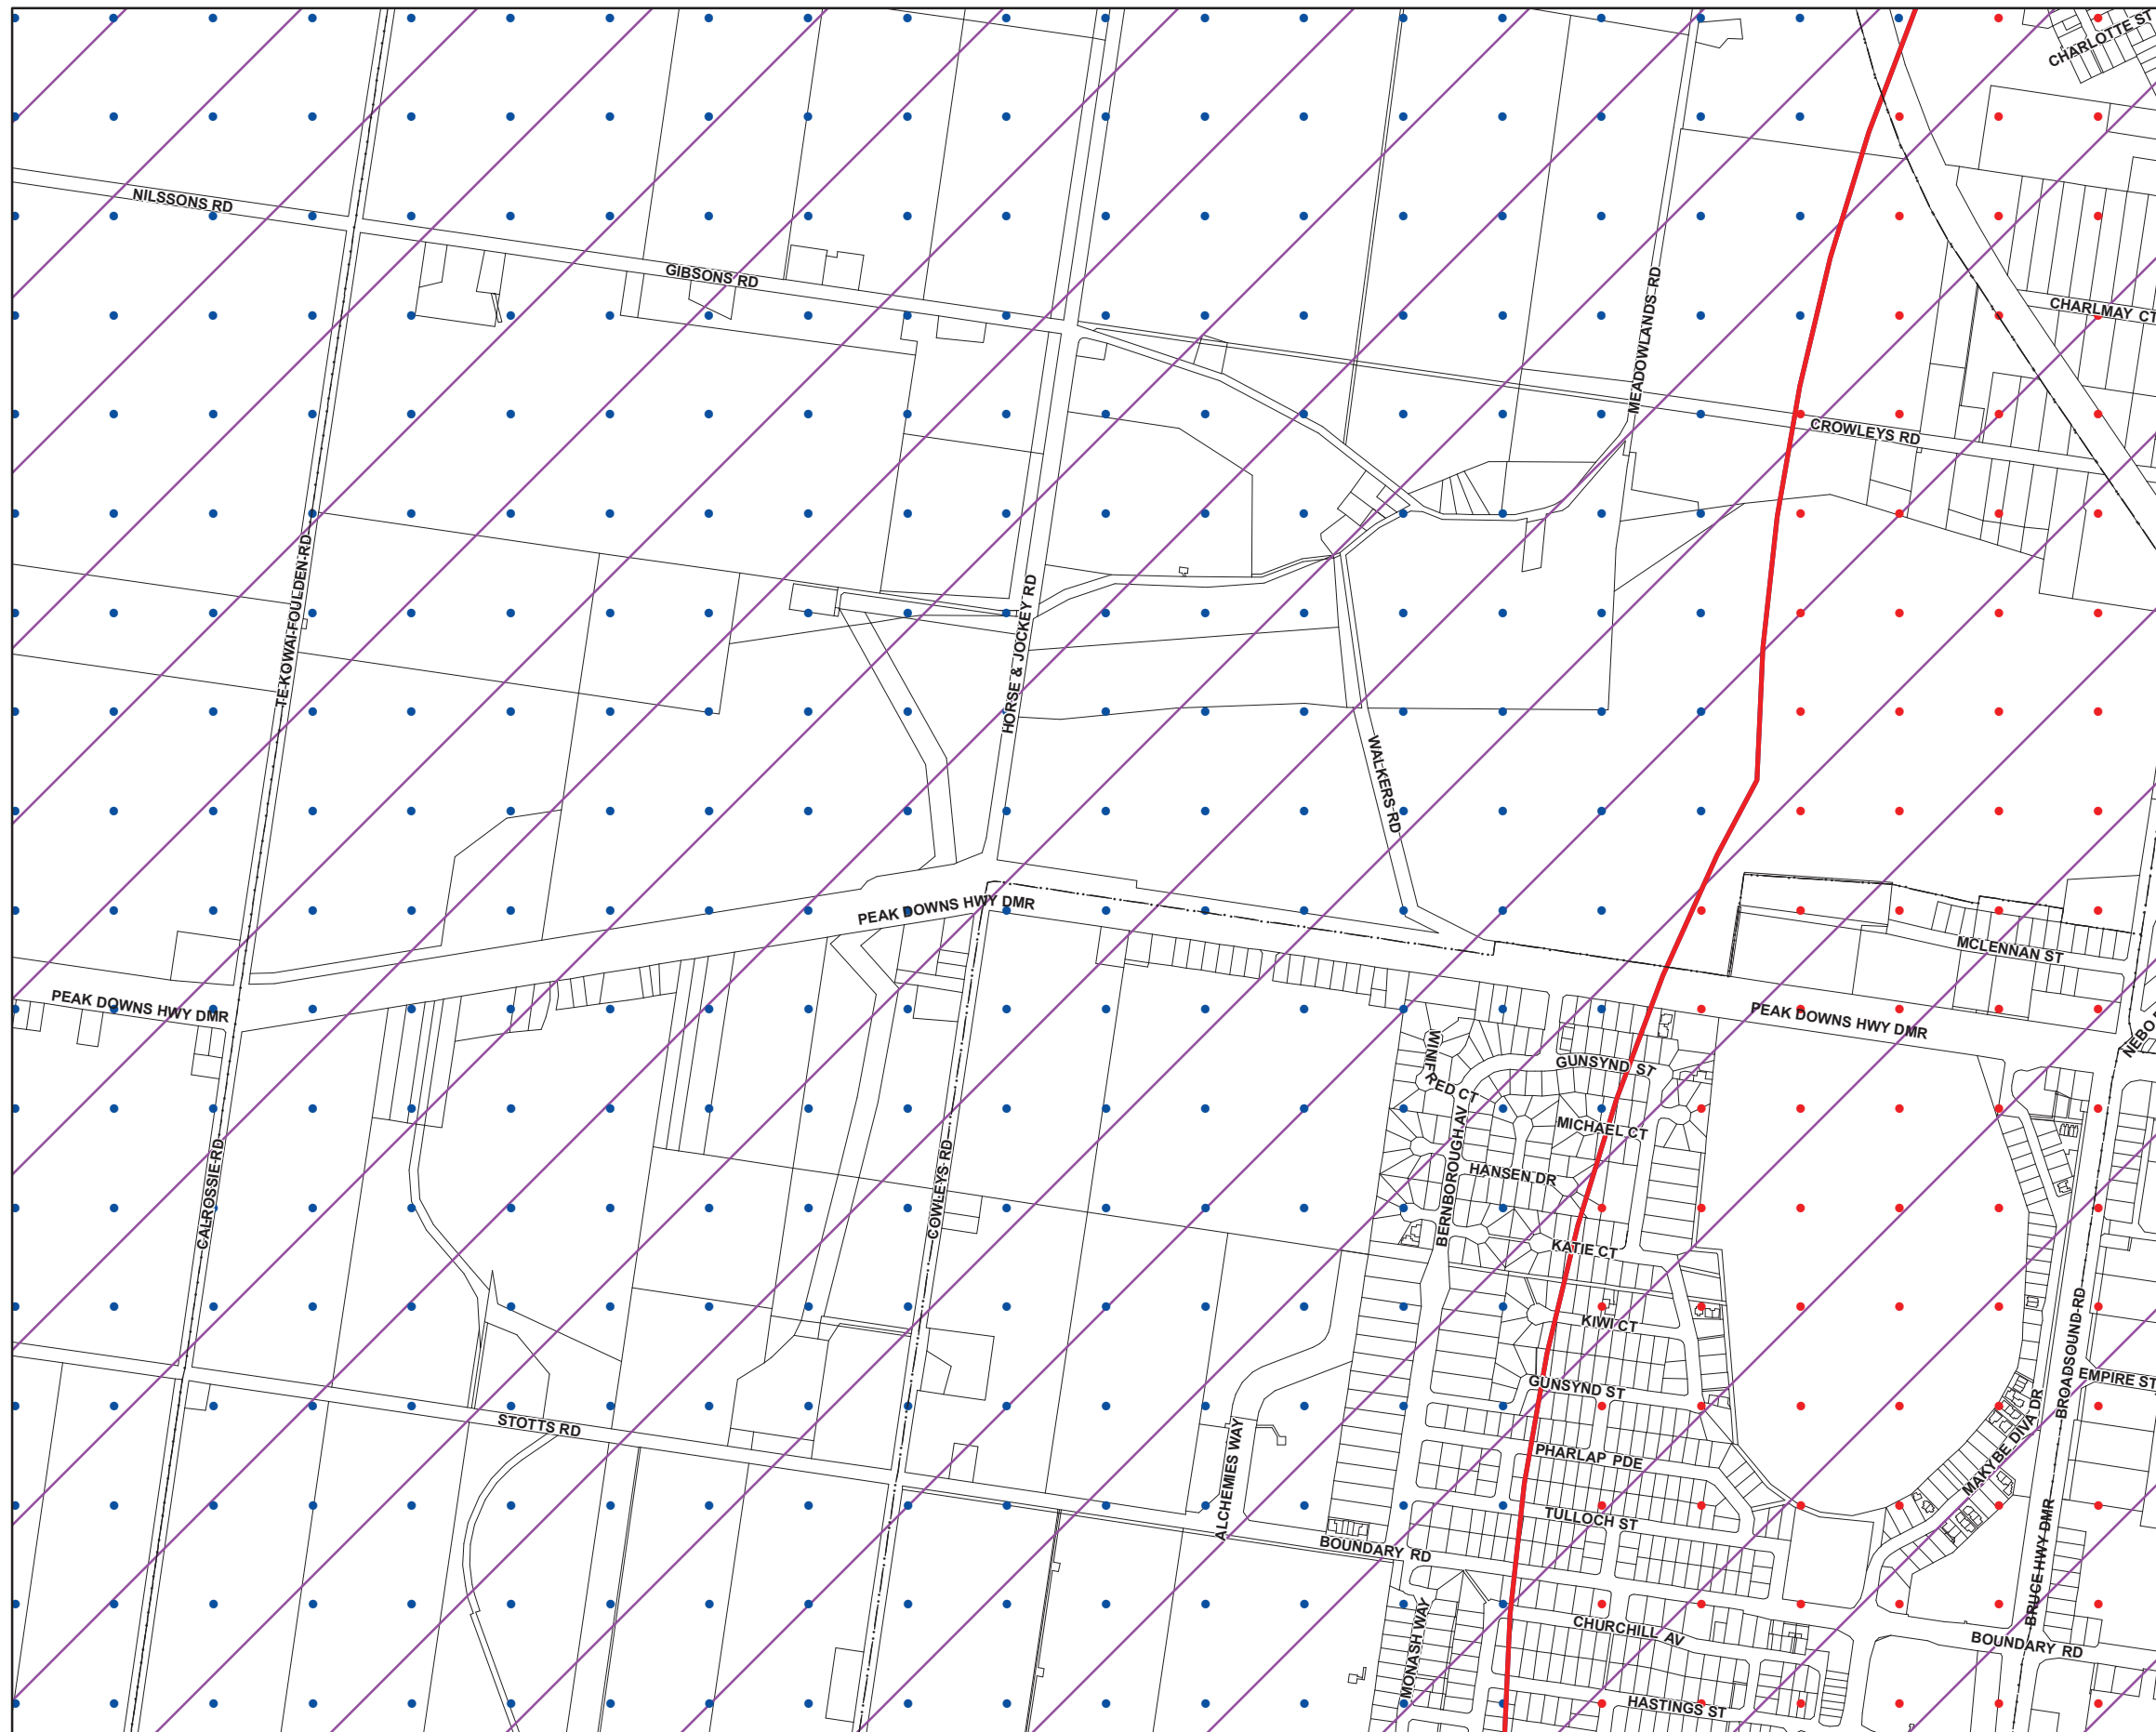 CHARLOTTE ST
NILSSONS RD
GIBSONS RD
CHARLMAY CT
MEADOWLANDS RD
CROWLEYS RD
TE KOWAI FOULDEN RD
HORSE & JOCKEY RD
WALKERS RD
PEAK DOWNS HWY DMR
MCLENNAN ST
PEAK DOWNS HWY DMR
PEAK DOWNS HWY DMR
NEBO
WINIFRED CT
GUNSYND ST
MICHAEL CT
BERNBOROUGH AV
HANSEN DR
CALROSSIE RD
COWLEYS RD
KATIE CT
KIWI CT
BROADSOUND RD
GUNSYND ST
EMPIRE ST
STOTTS RD
MAKYBE DIVA DR
ALCHEMIES WAY
PHARLAP PDE
TULLOCH ST
BOUNDARY RD
BRUCE HWY DMR
MONASH WAY
CHURCHILL AV
BOUNDARY RD
HASTINGS ST